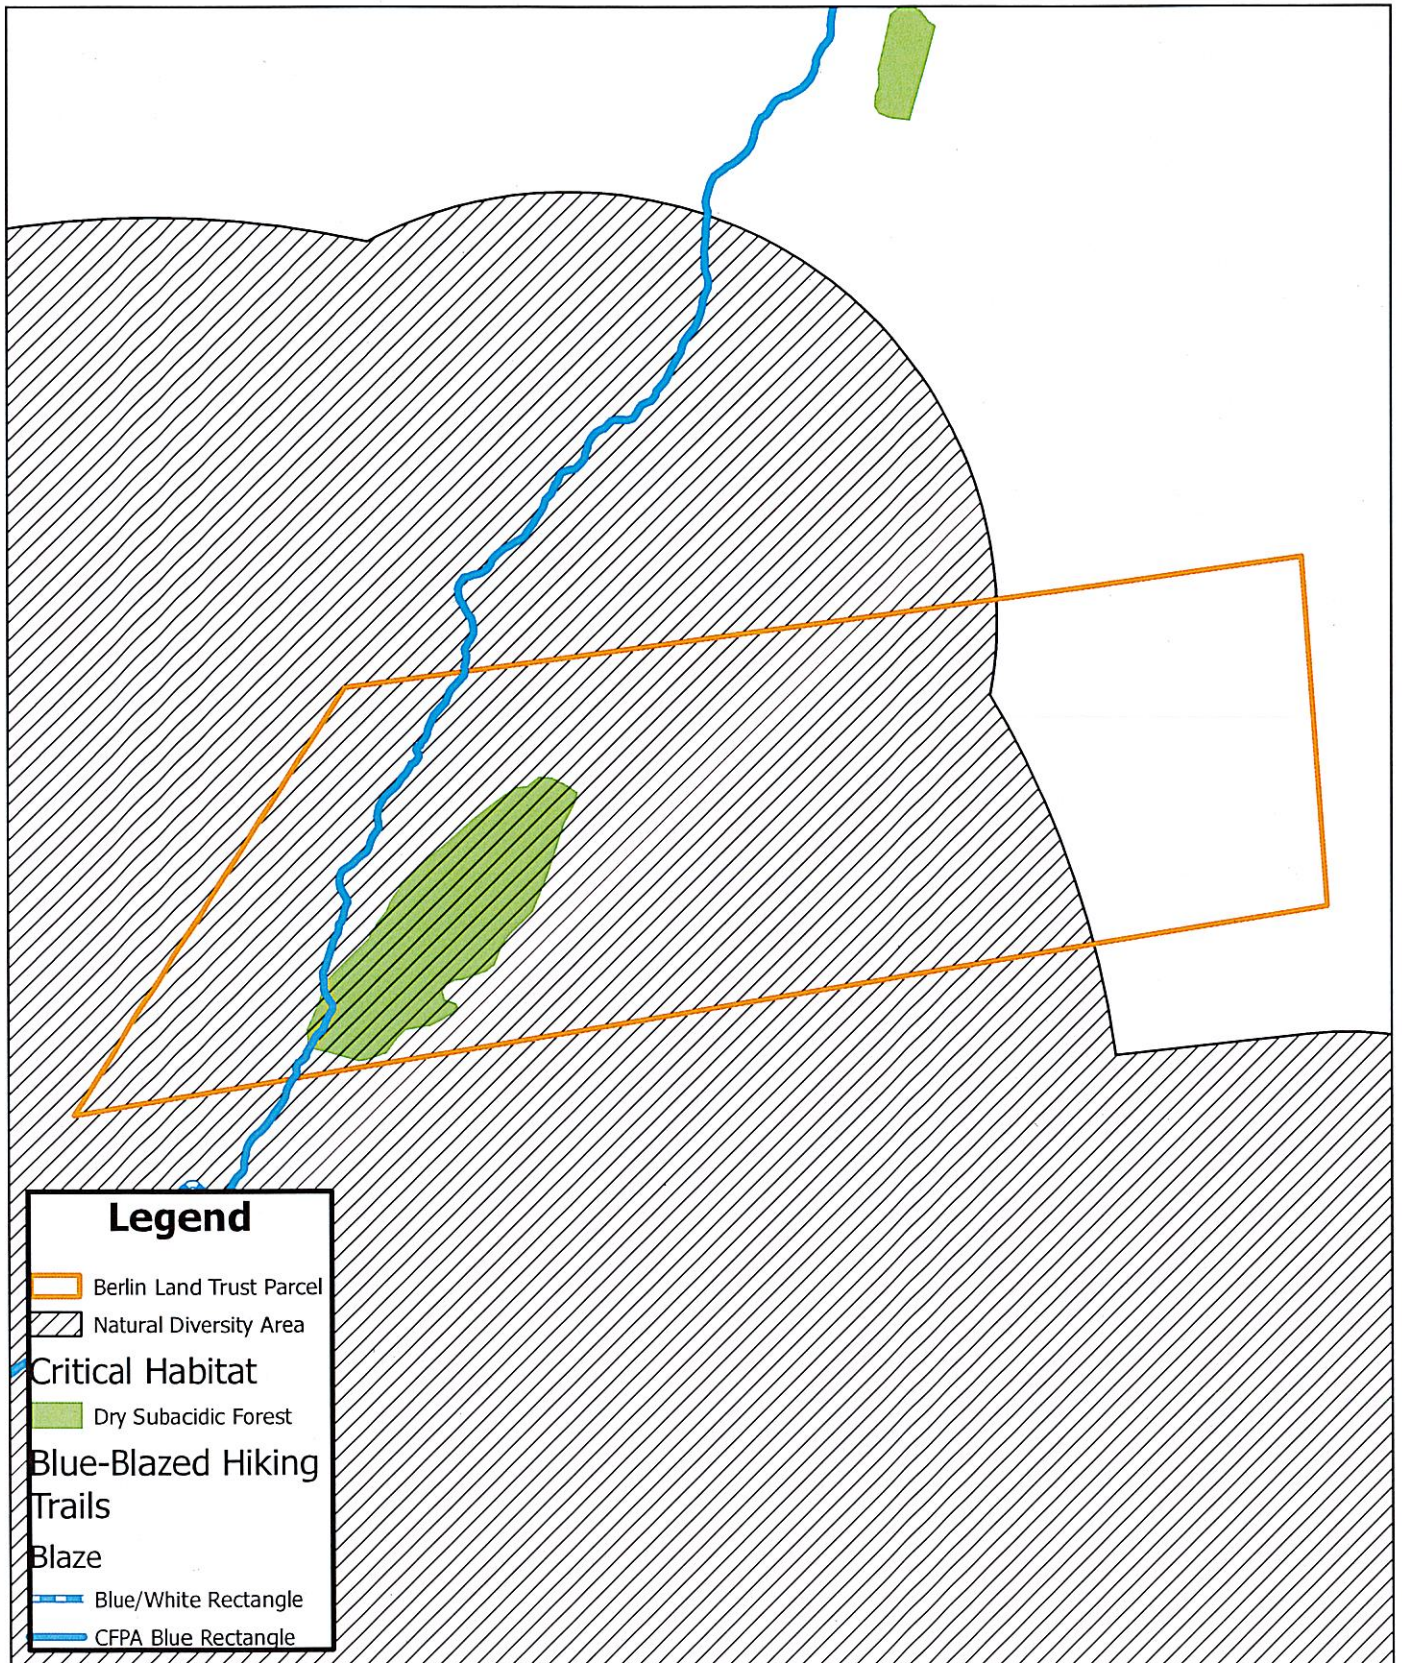 Legend
Berlin Land Trust Parcel
Natural Diversity Area
Critical Habitat
Dry Subacidic Forest
Blue-Blazed Hiking
Trails
Blaze
Blue/White Rectangle
CFPA Blue Rectangle